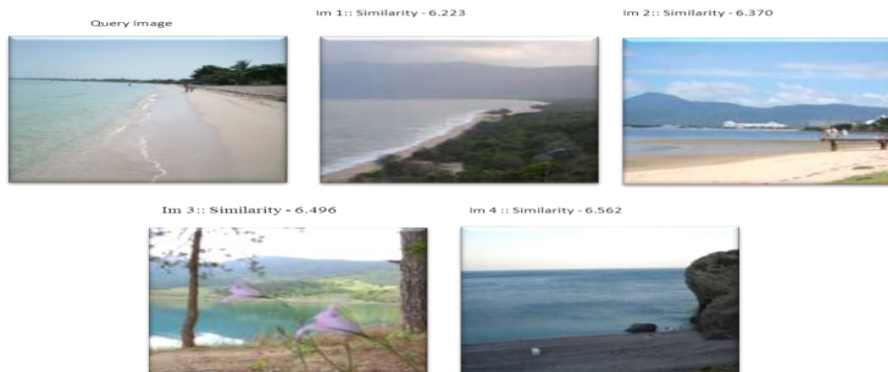 Query Image
Im 1:: Similarity - 6.223
Im 2:: Similarity - 6.370
Im 3:: Similarity - 6.496
Im 4 :: Similarity - 6.562